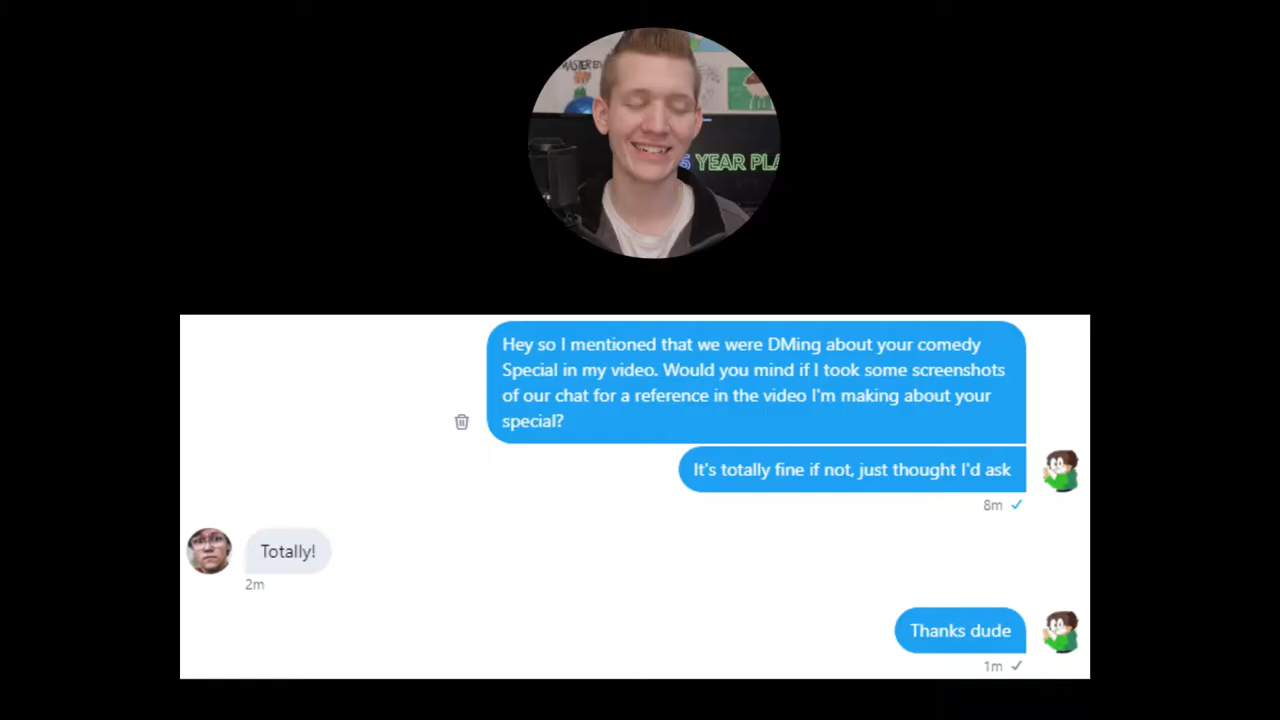 YEAR PLA
Hey so I mentioned that we were DMing about your comedy
Special in my video. Would you mind if I took some screenshots
of our chat for a reference in the video I'm making about your
special?
It's totally fine if not, just thought I'd ask
8m
Totally!
2m
Thanks dude
1m